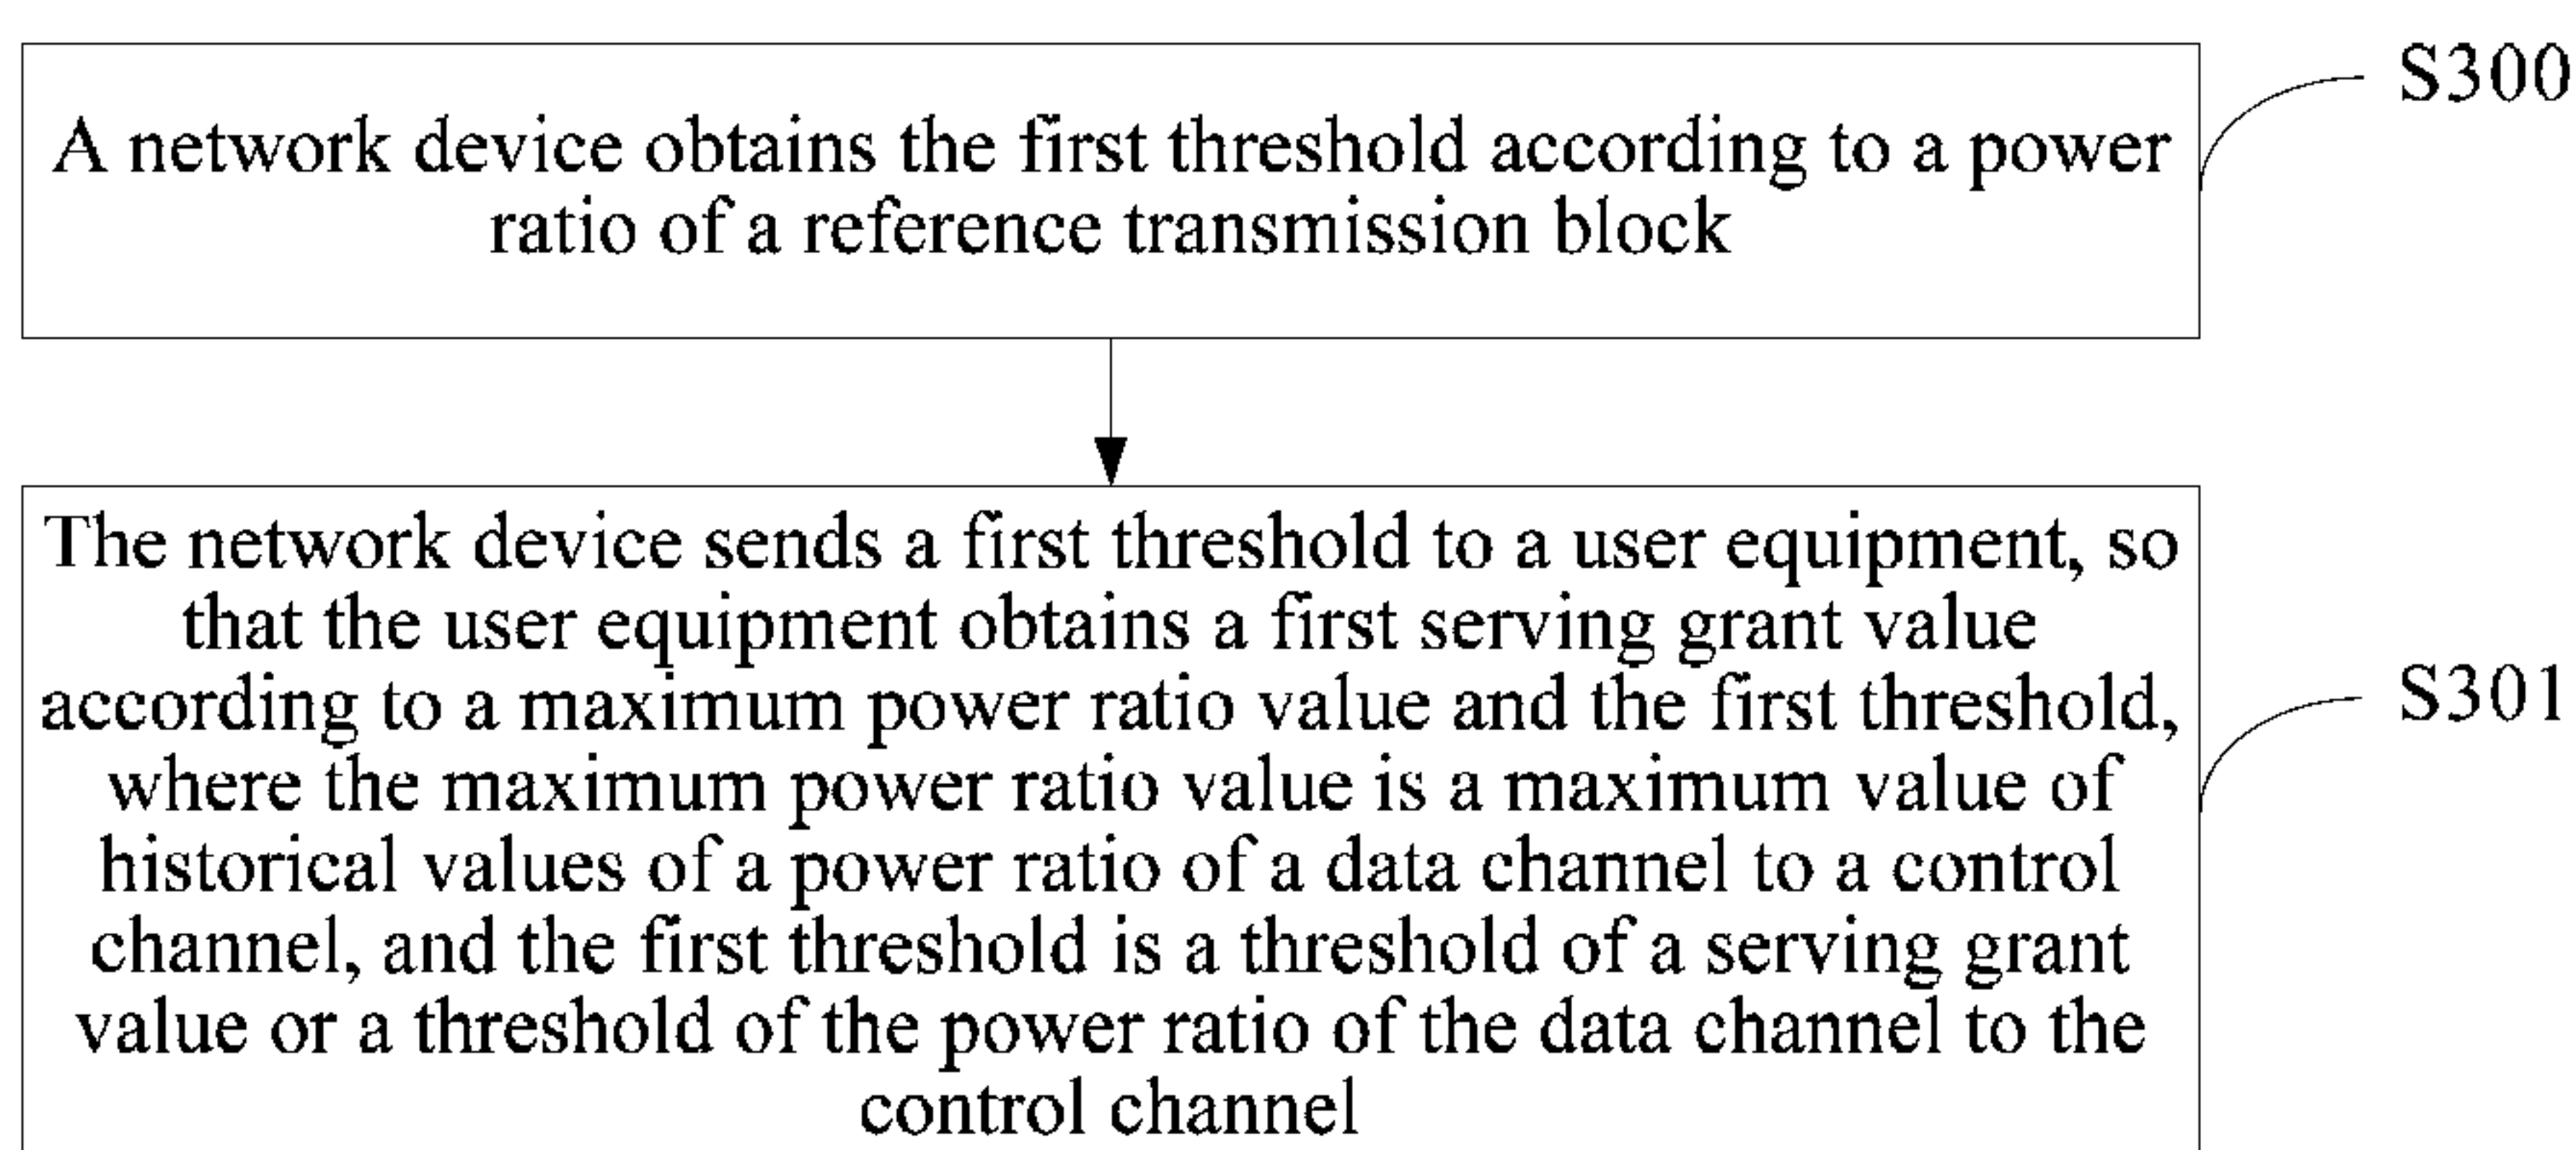 S300
A network device obtains the first threshold according to a power
ratio of a reference transmission block
The network device sends a first threshold to a user equipment, so
that the user equipment obtains a first serving grant value
according to a maximum power ratio value and the first threshold,
where the maximum power ratio value is a maximum value of
historical values of a power ratio of a data channel to a control
channel, and the first threshold is a threshold of a serving grant
value or a threshold of the power ratio of the data channel to the
control channel
S301